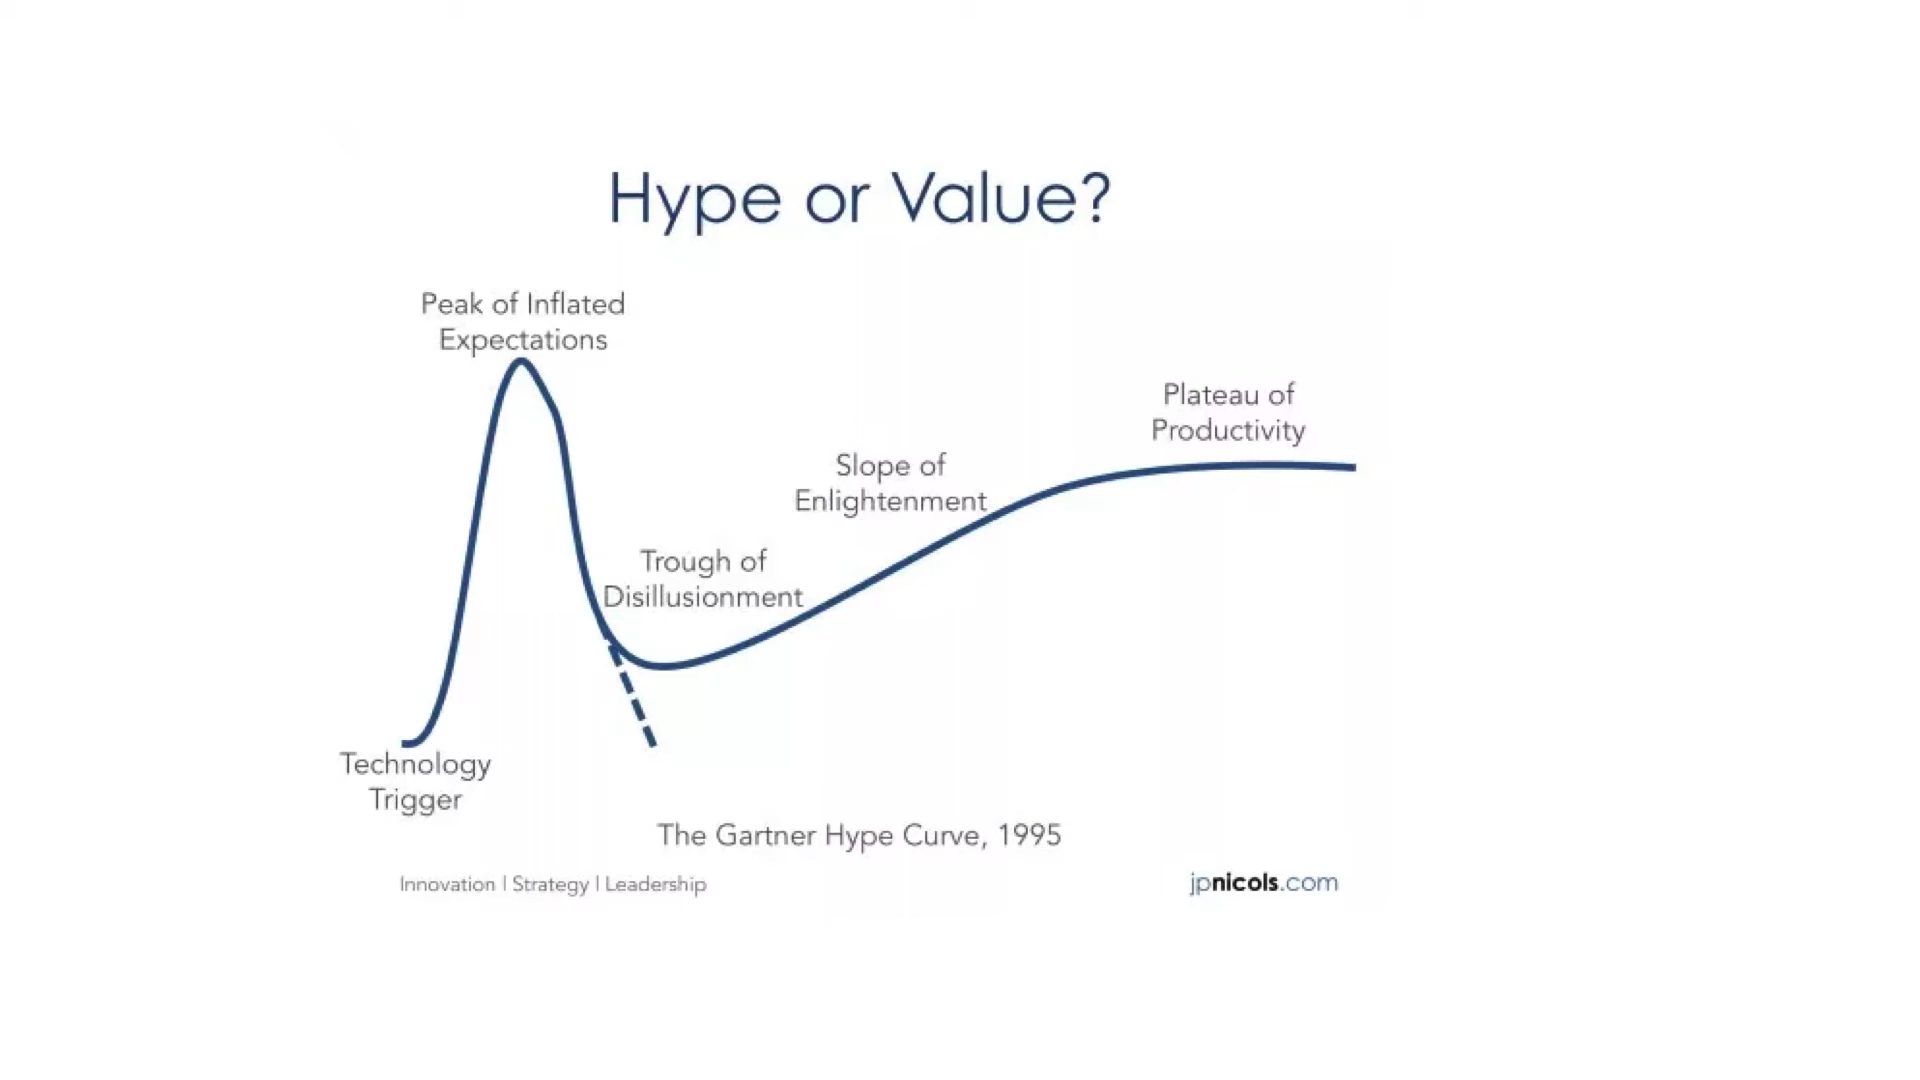 Hype or Value?
Peak of Inflated
Expectations
Plateau of
Productivity
Slope of
Enlightenment
Trough of
Disillusionment
Technology
Trigger
The Gartner Hype Curve, 1995
Innovation | Strategy | Leadership
jpnicols.com